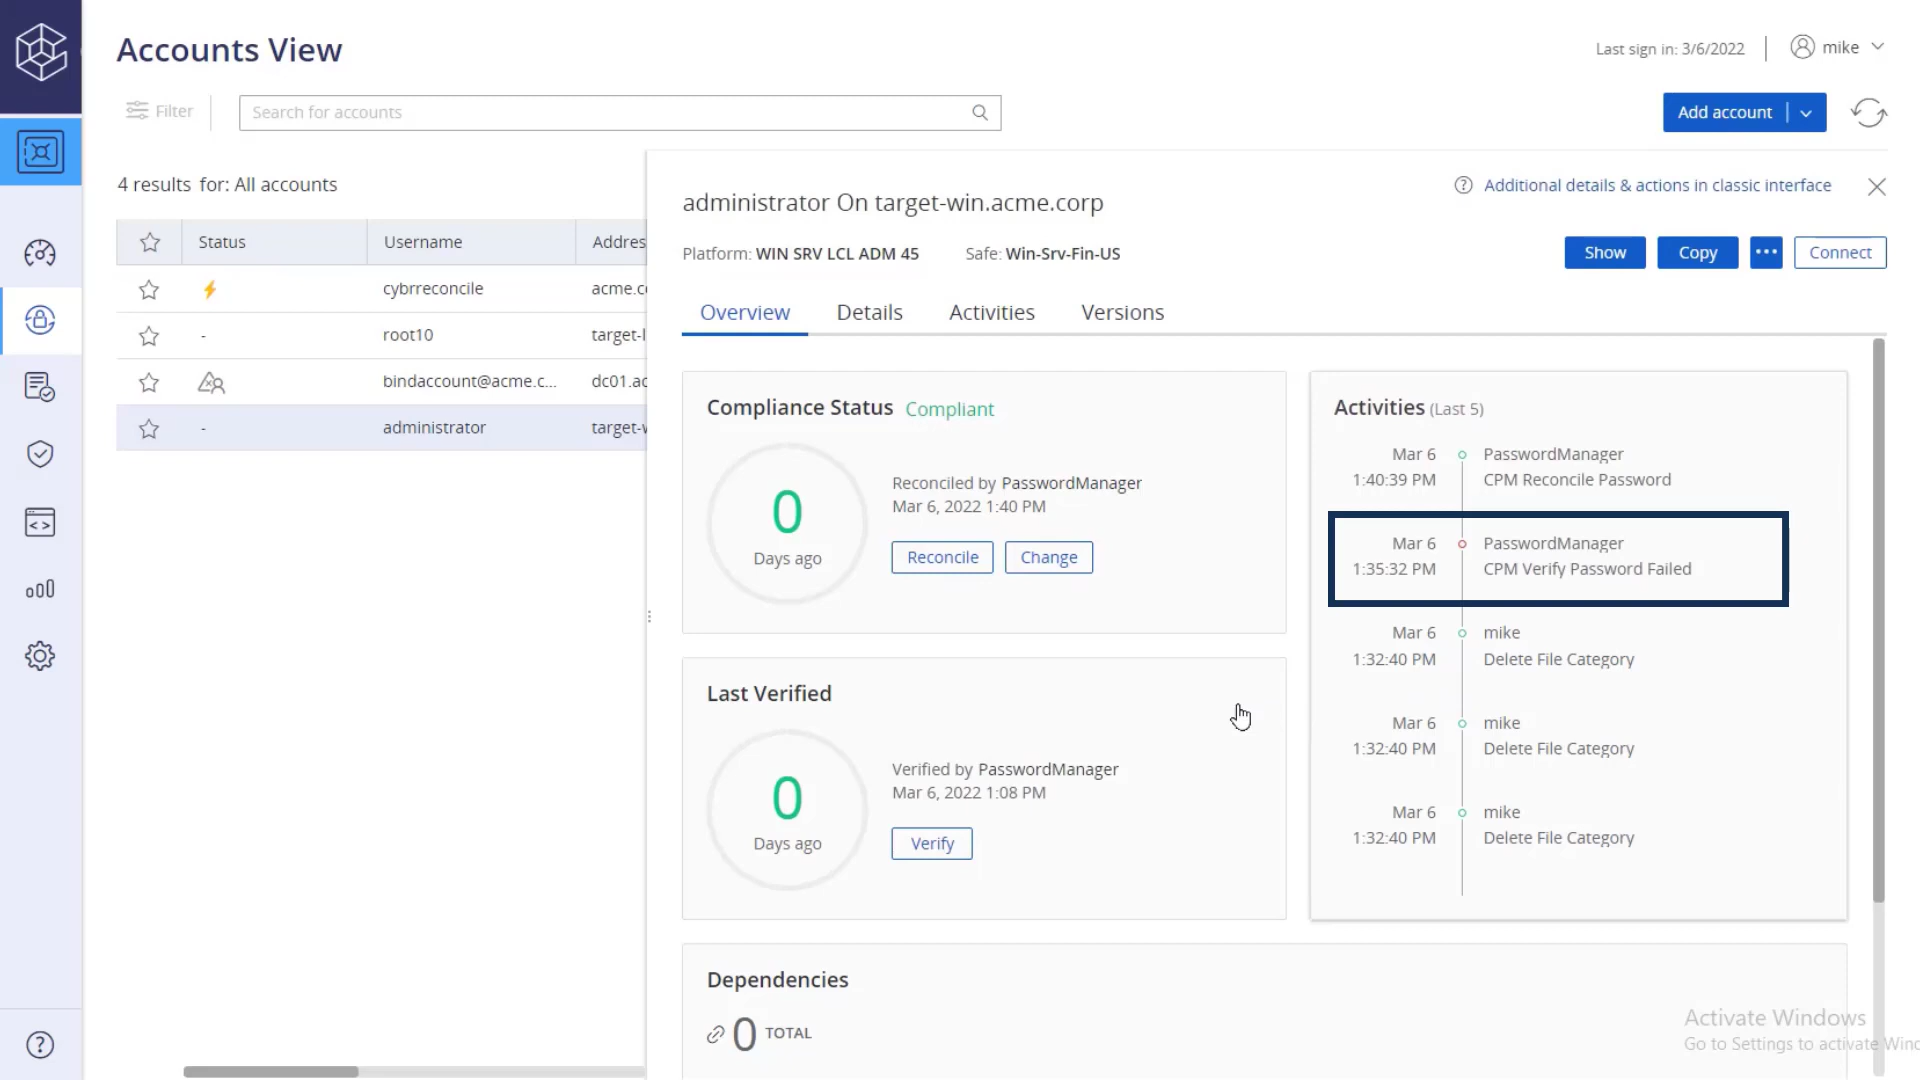 Accounts View
Last sign in: 3/6/2022
mike
Filter
Search for accounts
Add account
4 results for: All accounts
Status
Username
Addres
cybrreconcile
acme.c
-
root10
target-l
bindaccount@acme.c...
dc01.ac
-
administrator
target-w
administrator On target-win.acme.corp
Additional details & actions in classic interface
Platform: WIN SRV LCL ADM 45
Safe: Win-Srv-Fin-US
Show
Copy
Connect
Overview
Details
Activities
Versions
Compliance Status Compliant
0
Days ago
Reconciled by PasswordManager
Mar 6, 2022 1:40 PM
Reconcile
Change
Last Verified
0
Days ago
Verified by PasswordManager
Mar 6, 2022 1:08 PM
Verify
Activities (Last 5)
Mar 6 PasswordManager
1:40:39 PM CPM Reconcile Password
Mar 6 PasswordManager
1:35:32 PM CPM Verify Password Failed
Mar 6 mike
1:32:40 PM Delete File Category
Mar 6 mike
1:32:40 PM Delete File Category
Mar 6 mike
1:32:40 PM Delete File Category
Dependencies
0 TOTAL
Activate Windows
Go to Settings to activate Winc